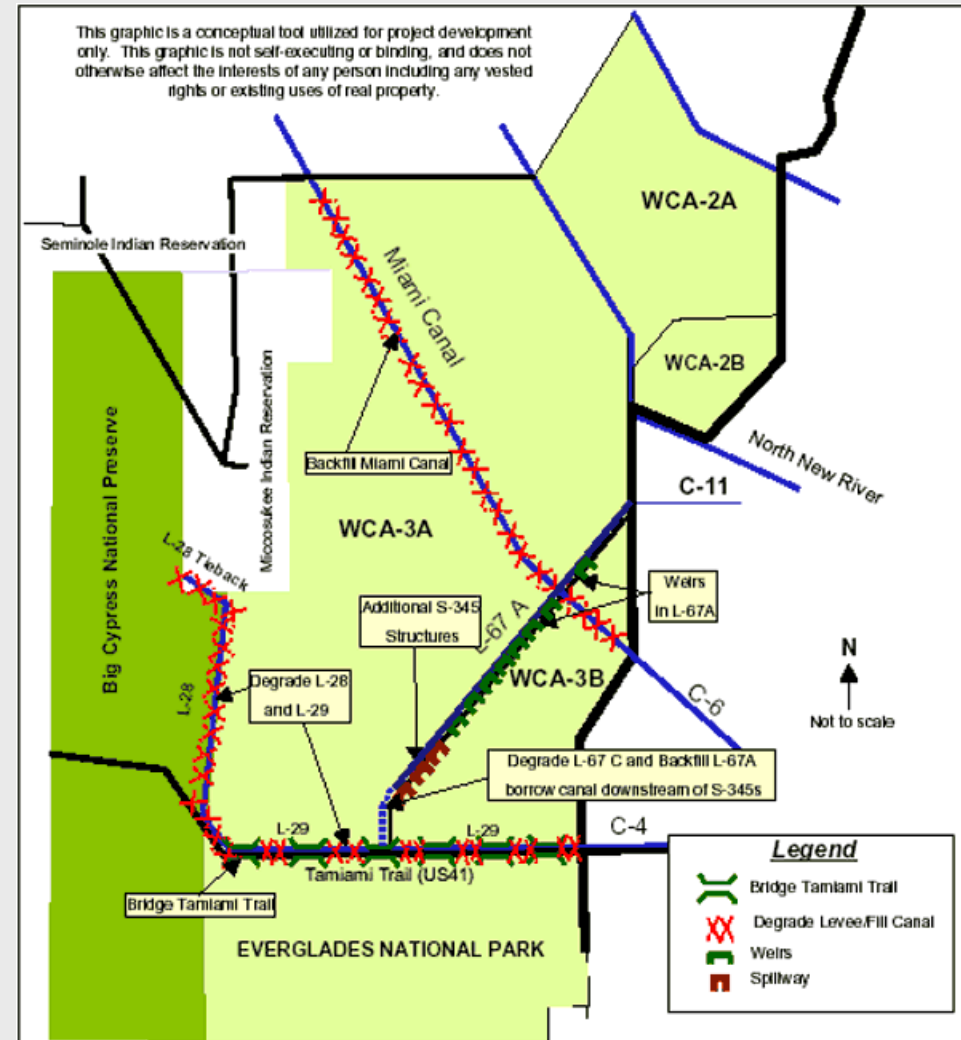 This graphic is a conceptual tool utilized for project development
only. This graphic is not self-executing or binding, and does not
otherwise affect the interests of any person including any vested
rights or existing uses of real property.
WCA-2A
Seminole Indian Reservation
Miami Canal
WCA-2B
Miccosukee Indian Reservation
Big Cypress National Preserve
Backfill Miami Canal
North New River
C-11
WCA-3A
L-28 Tieback
Weirs
in L-67A
Additional S-345
Structures
L-67 A
WCA-3B
N
Not to scale
L-28
Degrade L-28
and L-29
C-6
Degrade L-67 C and Backfill L-67A
borrow canal downstream of S-345s
L-29
L-29
C-4
Tamiami Trail (US41)
Bridge Tamiami Trail
EVERGLADES NATIONAL PARK
Legend
Bridge Tamiami Trail
Degrade Levee/Fill Canal
Weirs
Spillway